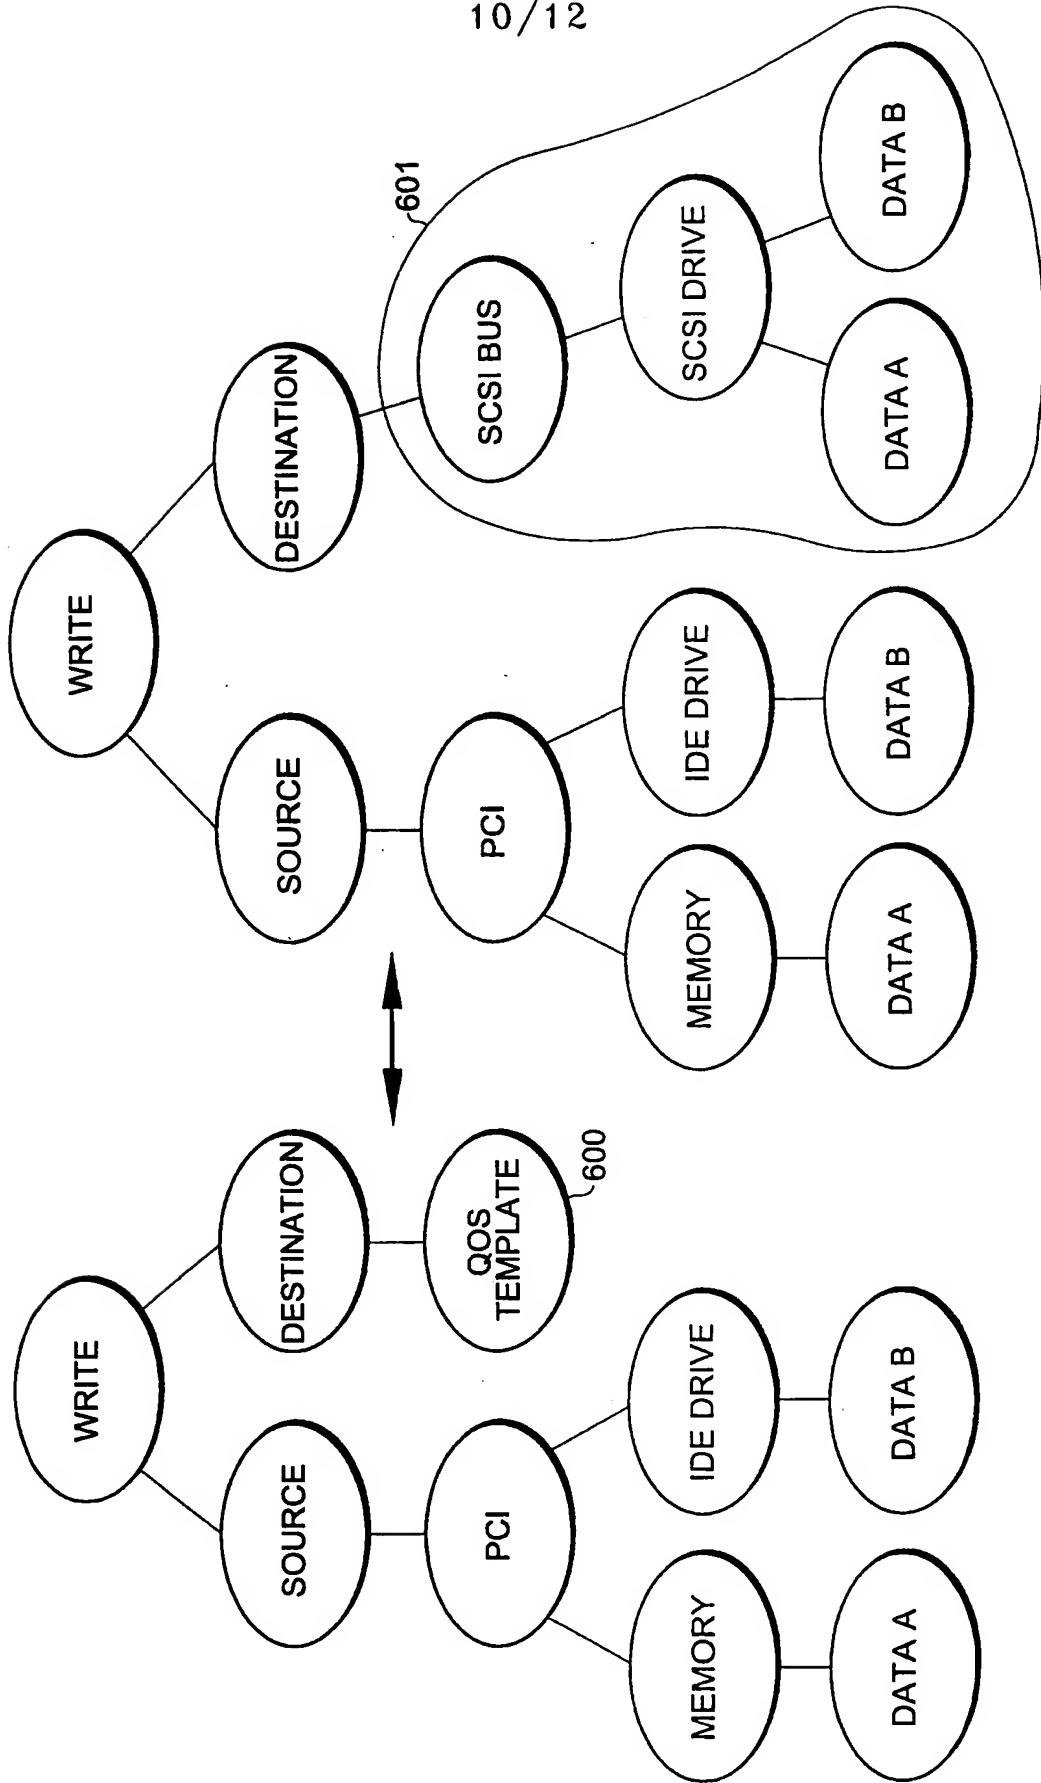 10/12
WRITE
SOURCE
DESTINATION
PCI
QOS
TEMPLATE
600
MEMORY
IDE DRIVE
DATA A
DATA B
WRITE
SOURCE
DESTINATION
601
PCI
SCSI BUS
MEMORY
IDE DRIVE
SCSI DRIVE
DATA A
DATA B
DATA A
DATA B